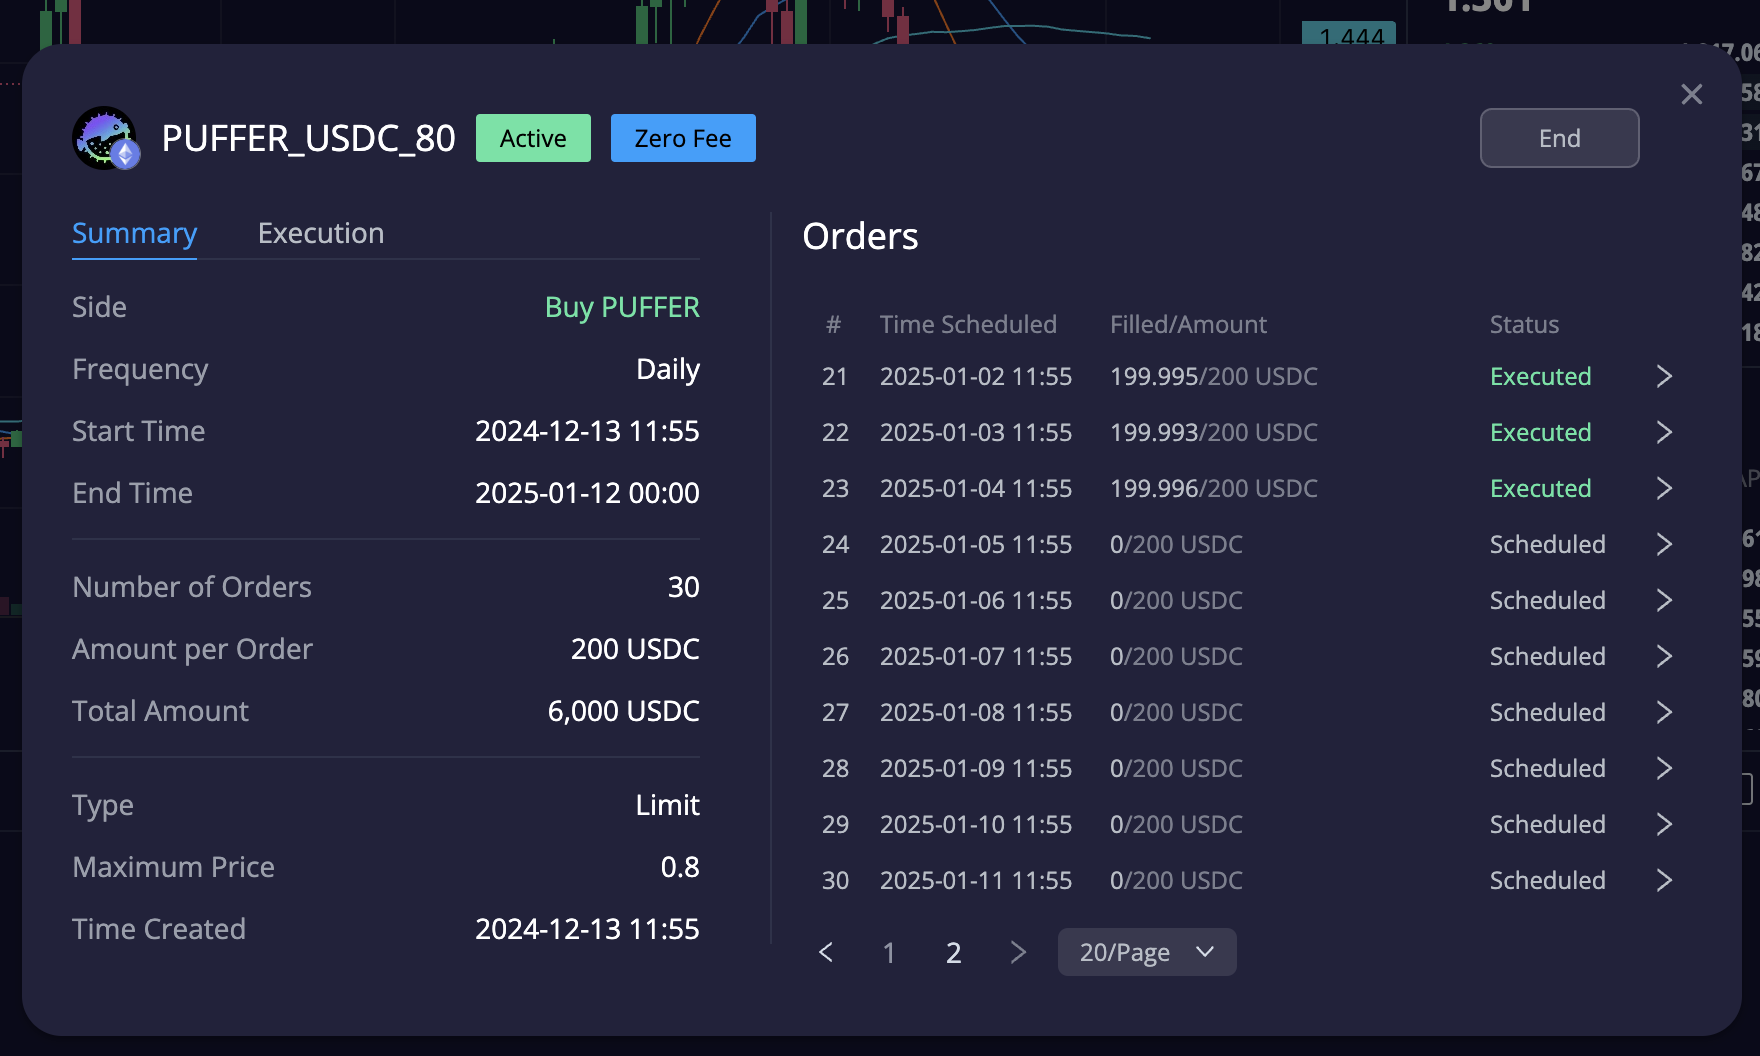 1.444
PUFFER_USDC_80
Active
Zero Fee
End
Summary
Execution
Side Buy PUFFER
Frequency Daily
Start Time 2024-12-13 11:55
End Time 2025-01-12 00:00
Number of Orders 30
Amount per Order 200 USDC
Total Amount 6,000 USDC
Type Limit
Maximum Price 0.8
Time Created 2024-12-13 11:55
Orders
# Time Scheduled Filled/Amount Status
21 2025-01-02 11:55 199.995/200 USDC Executed
22 2025-01-03 11:55 199.993/200 USDC Executed
23 2025-01-04 11:55 199.996/200 USDC Executed
24 2025-01-05 11:55 0/200 USDC Scheduled
25 2025-01-06 11:55 0/200 USDC Scheduled
26 2025-01-07 11:55 0/200 USDC Scheduled
27 2025-01-08 11:55 0/200 USDC Scheduled
28 2025-01-09 11:55 0/200 USDC Scheduled
29 2025-01-10 11:55 0/200 USDC Scheduled
30 2025-01-11 11:55 0/200 USDC Scheduled
< 1 2 > 20/Page